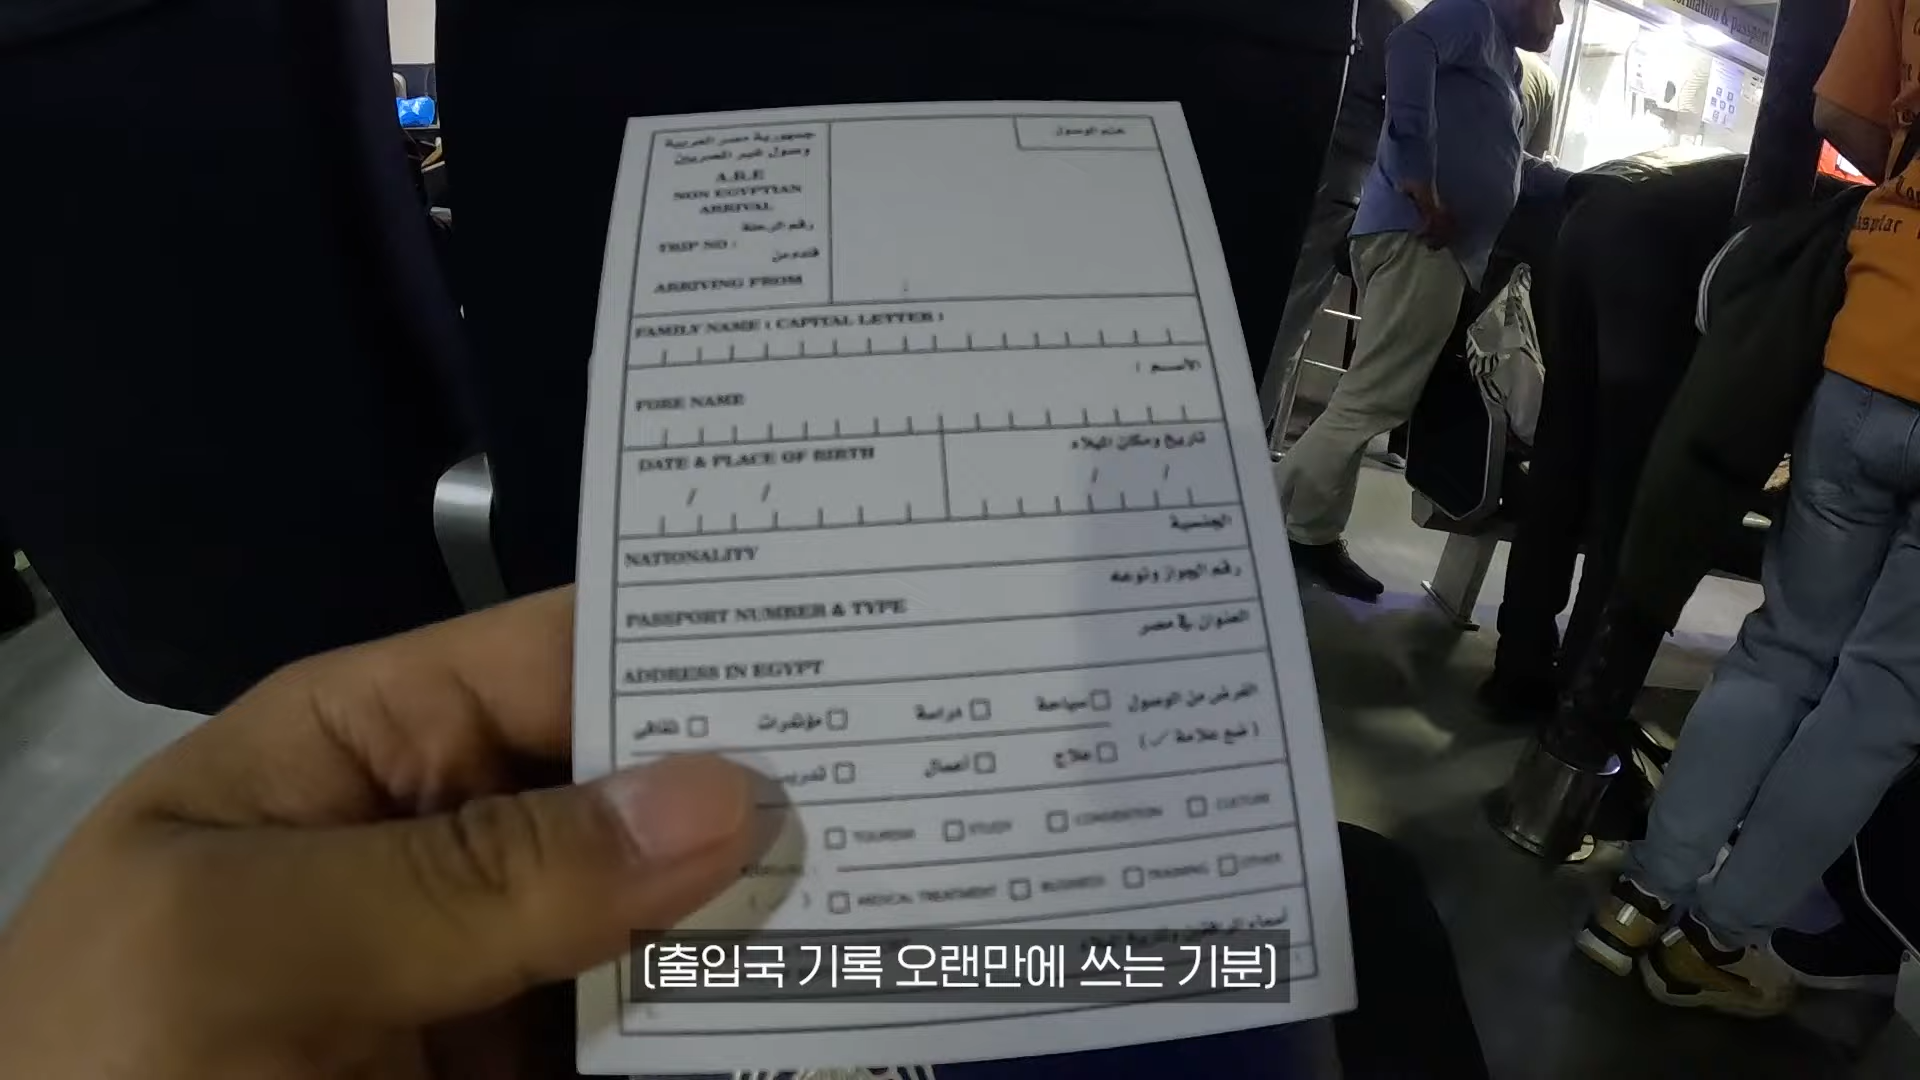 جمهورية مصر العربية
وصول غير المصريين
A.R.E
NON EGYPTIAN
ARRIVAL
رقم الرحلة
TRIP NO :
قادم من
ARRIVING FROM
ختم الوصول
FAMILY NAME ( CAPITAL LETTER )
الأسم :
FORE NAME
DATE & PLACE OF BIRTH
تاريخ ومكان الميلاد
/ /
/ /
الجنسية
NATIONALITY
رقم الجواز ونوعه
PASSPORT NUMBER & TYPE
العنوان في مصر
ADDRESS IN EGYPT
الغرض من الوصول
سياحة
دراسة
مؤتمرات
ثقافى
( ضع علامة ✓ )
علاج
أعمال
تدريب
TOURISM STUDY CONVENTION CULTURE
( ✓ ) MEDICAL TREATMENT BUSINESS TRAINING OTHER
(출입국 기록 오랜만에 쓰는 기분)